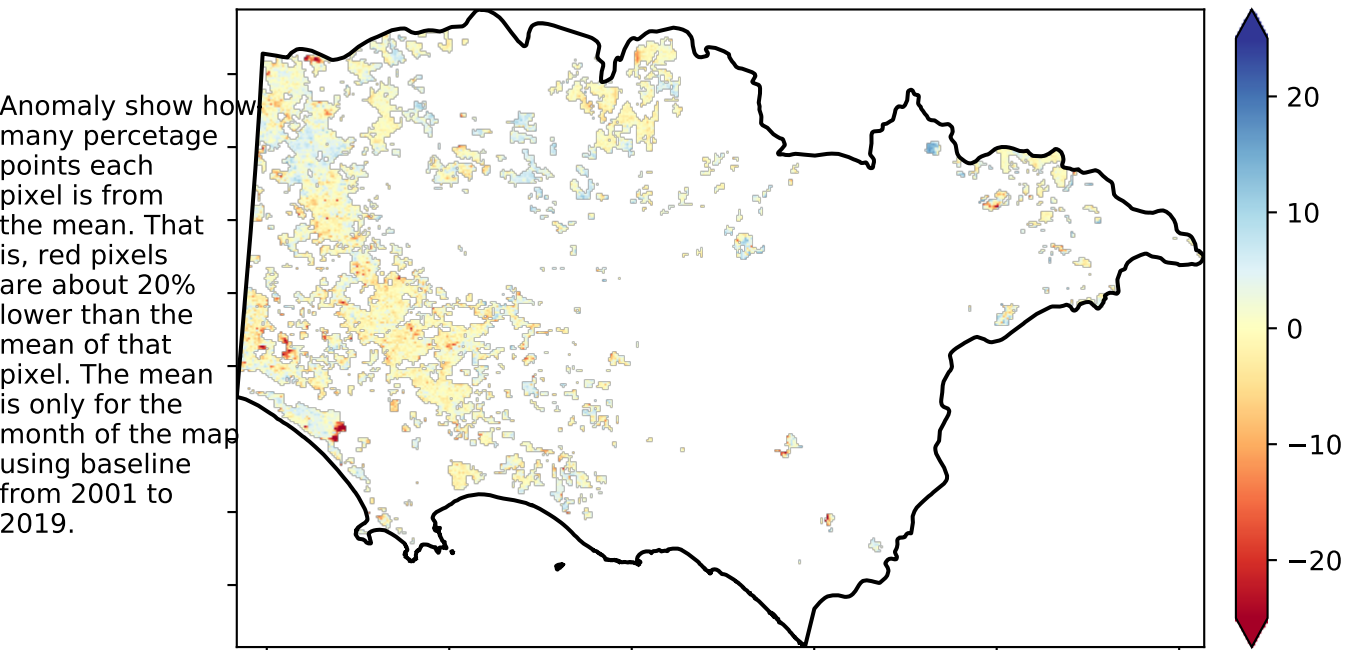 Anomaly show how
many percetage
points each
pixel is from
the mean. That
is, red pixels
are about 20%
lower than the
mean of that
pixel. The mean
is only for the
month of the map
using baseline
from 2001 to
2019.
20
10
0
−10
−20